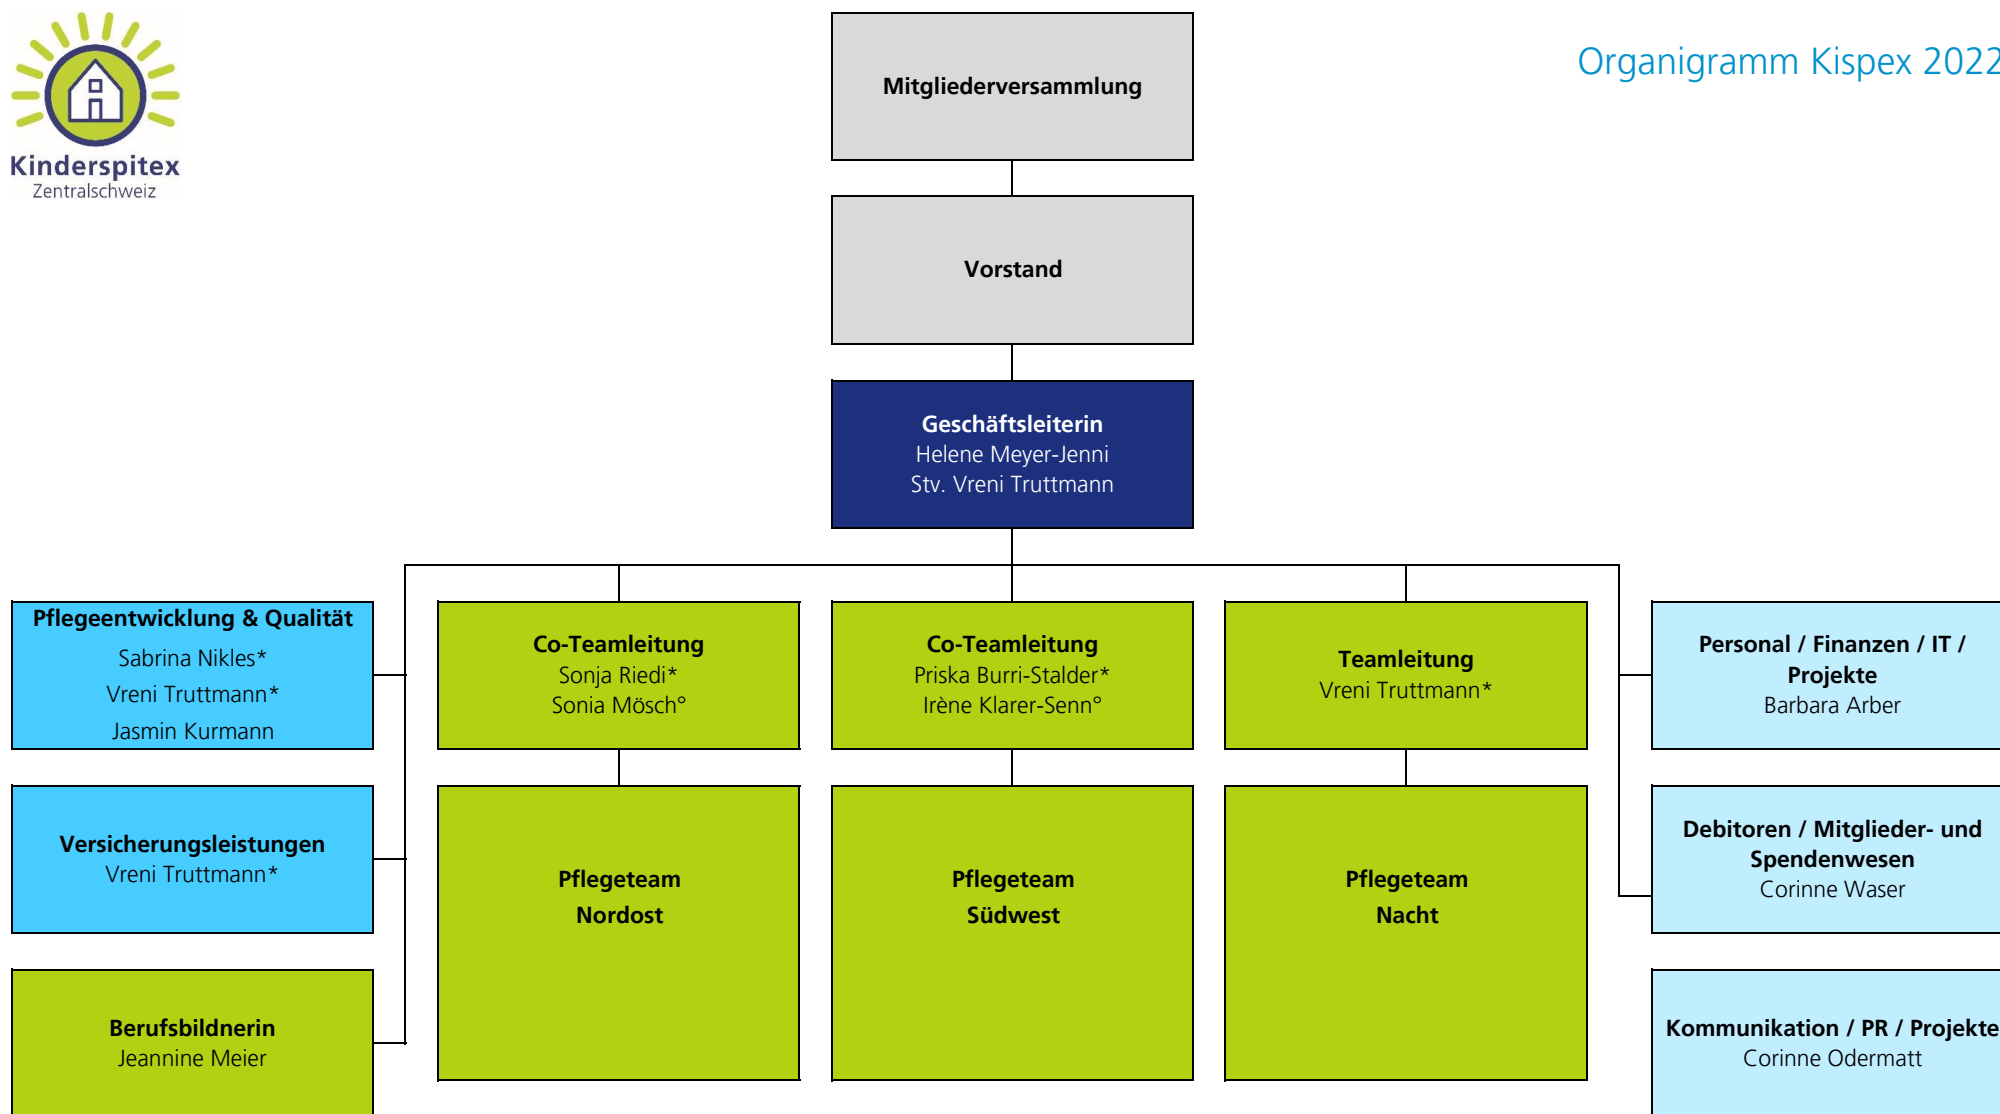 Kinderspitex
Zentralschweiz
Organigramm Kispex 2022
Mitgliederversammlung
Vorstand
Geschäftsleiterin
Helene Meyer-Jenni
Stv. Vreni Truttmann
Pflegeentwicklung & Qualität
Sabrina Nikles*
Vreni Truttmann*
Jasmin Kurmann
Co-Teamleitung
Sonja Riedi*
Sonia Mösch°
Co-Teamleitung
Priska Burri-Stalder*
Irène Klarer-Senn°
Teamleitung
Vreni Truttmann*
Personal / Finanzen / IT /
Projekte
Barbara Arber
Versicherungsleistungen
Vreni Truttmann*
Pflegeteam
Nordost
Pflegeteam
Südwest
Pflegeteam
Nacht
Debitoren / Mitglieder- und
Spendenwesen
Corinne Waser
Berufsbildnerin
Jeannine Meier
Kommunikation / PR / Projekte
Corinne Odermatt